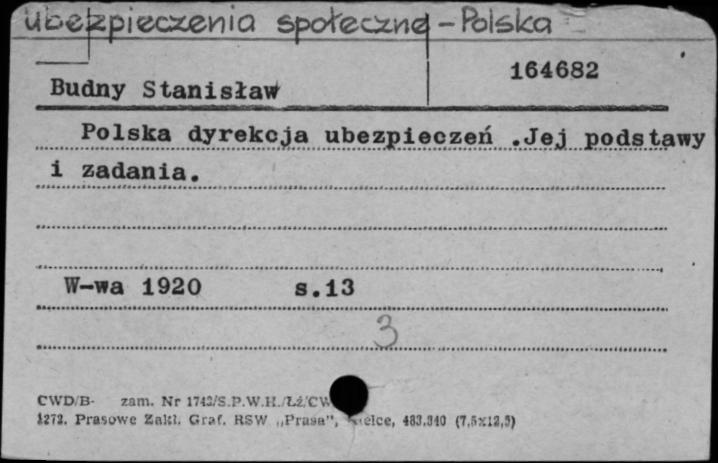 ubezpieczenia społeczne - Polska
164682
Budny Stanisław
Polska dyrekcja ubezpieczeń .Jej podstawy
i zadania.
W-wa 1920 s.13
3
CWD/B- zam. Nr 1742/S.P.W.H./Łź/CW
1272. Prasowe Zakł. Graf. RSW „Prasa", Kielce, 483.340 (7,5x12,5)